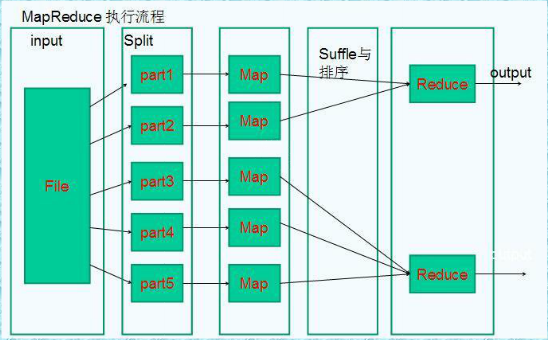 MapReduce 执行流程
input
Split
Suffle与
排序
File
part1
Map
part2
Map
part3
Map
part4
Map
part5
Map
Reduce
output
Reduce
output